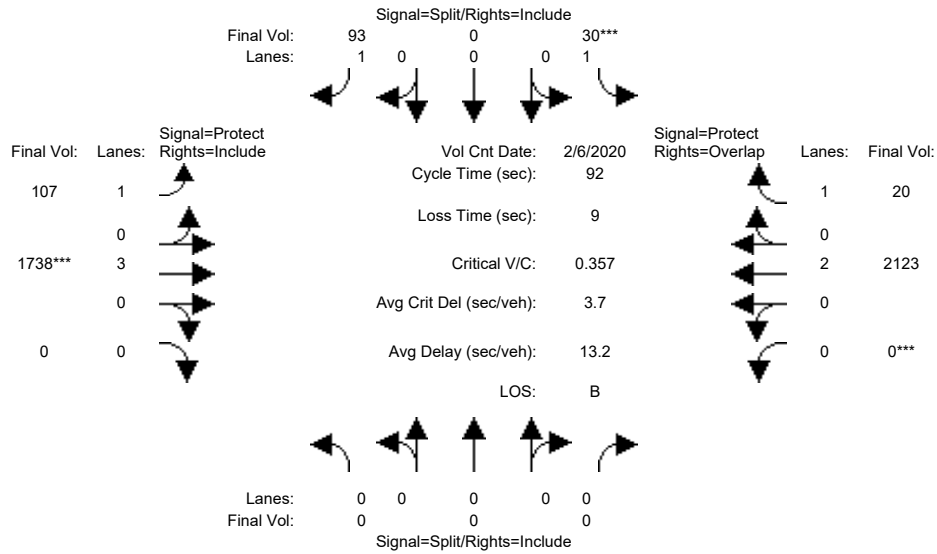 Signal=Split/Rights=Include
Final Vol: 93 0 30***
Lanes: 1 0 0 0 1
Signal=Protect
Final Vol: Lanes: Rights=Include
Vol Cnt Date: 2/6/2020
Signal=Protect
Rights=Overlap Lanes: Final Vol:
Cycle Time (sec): 92
107 1
1 20
Loss Time (sec): 9
0
0
1738*** 3
Critical V/C: 0.357
2 2123
0
Avg Crit Del (sec/veh): 3.7
0
0 0
Avg Delay (sec/veh): 13.2
0 0***
LOS: B
Lanes: 0 0 0 0 0
Final Vol: 0 0 0
Signal=Split/Rights=Include